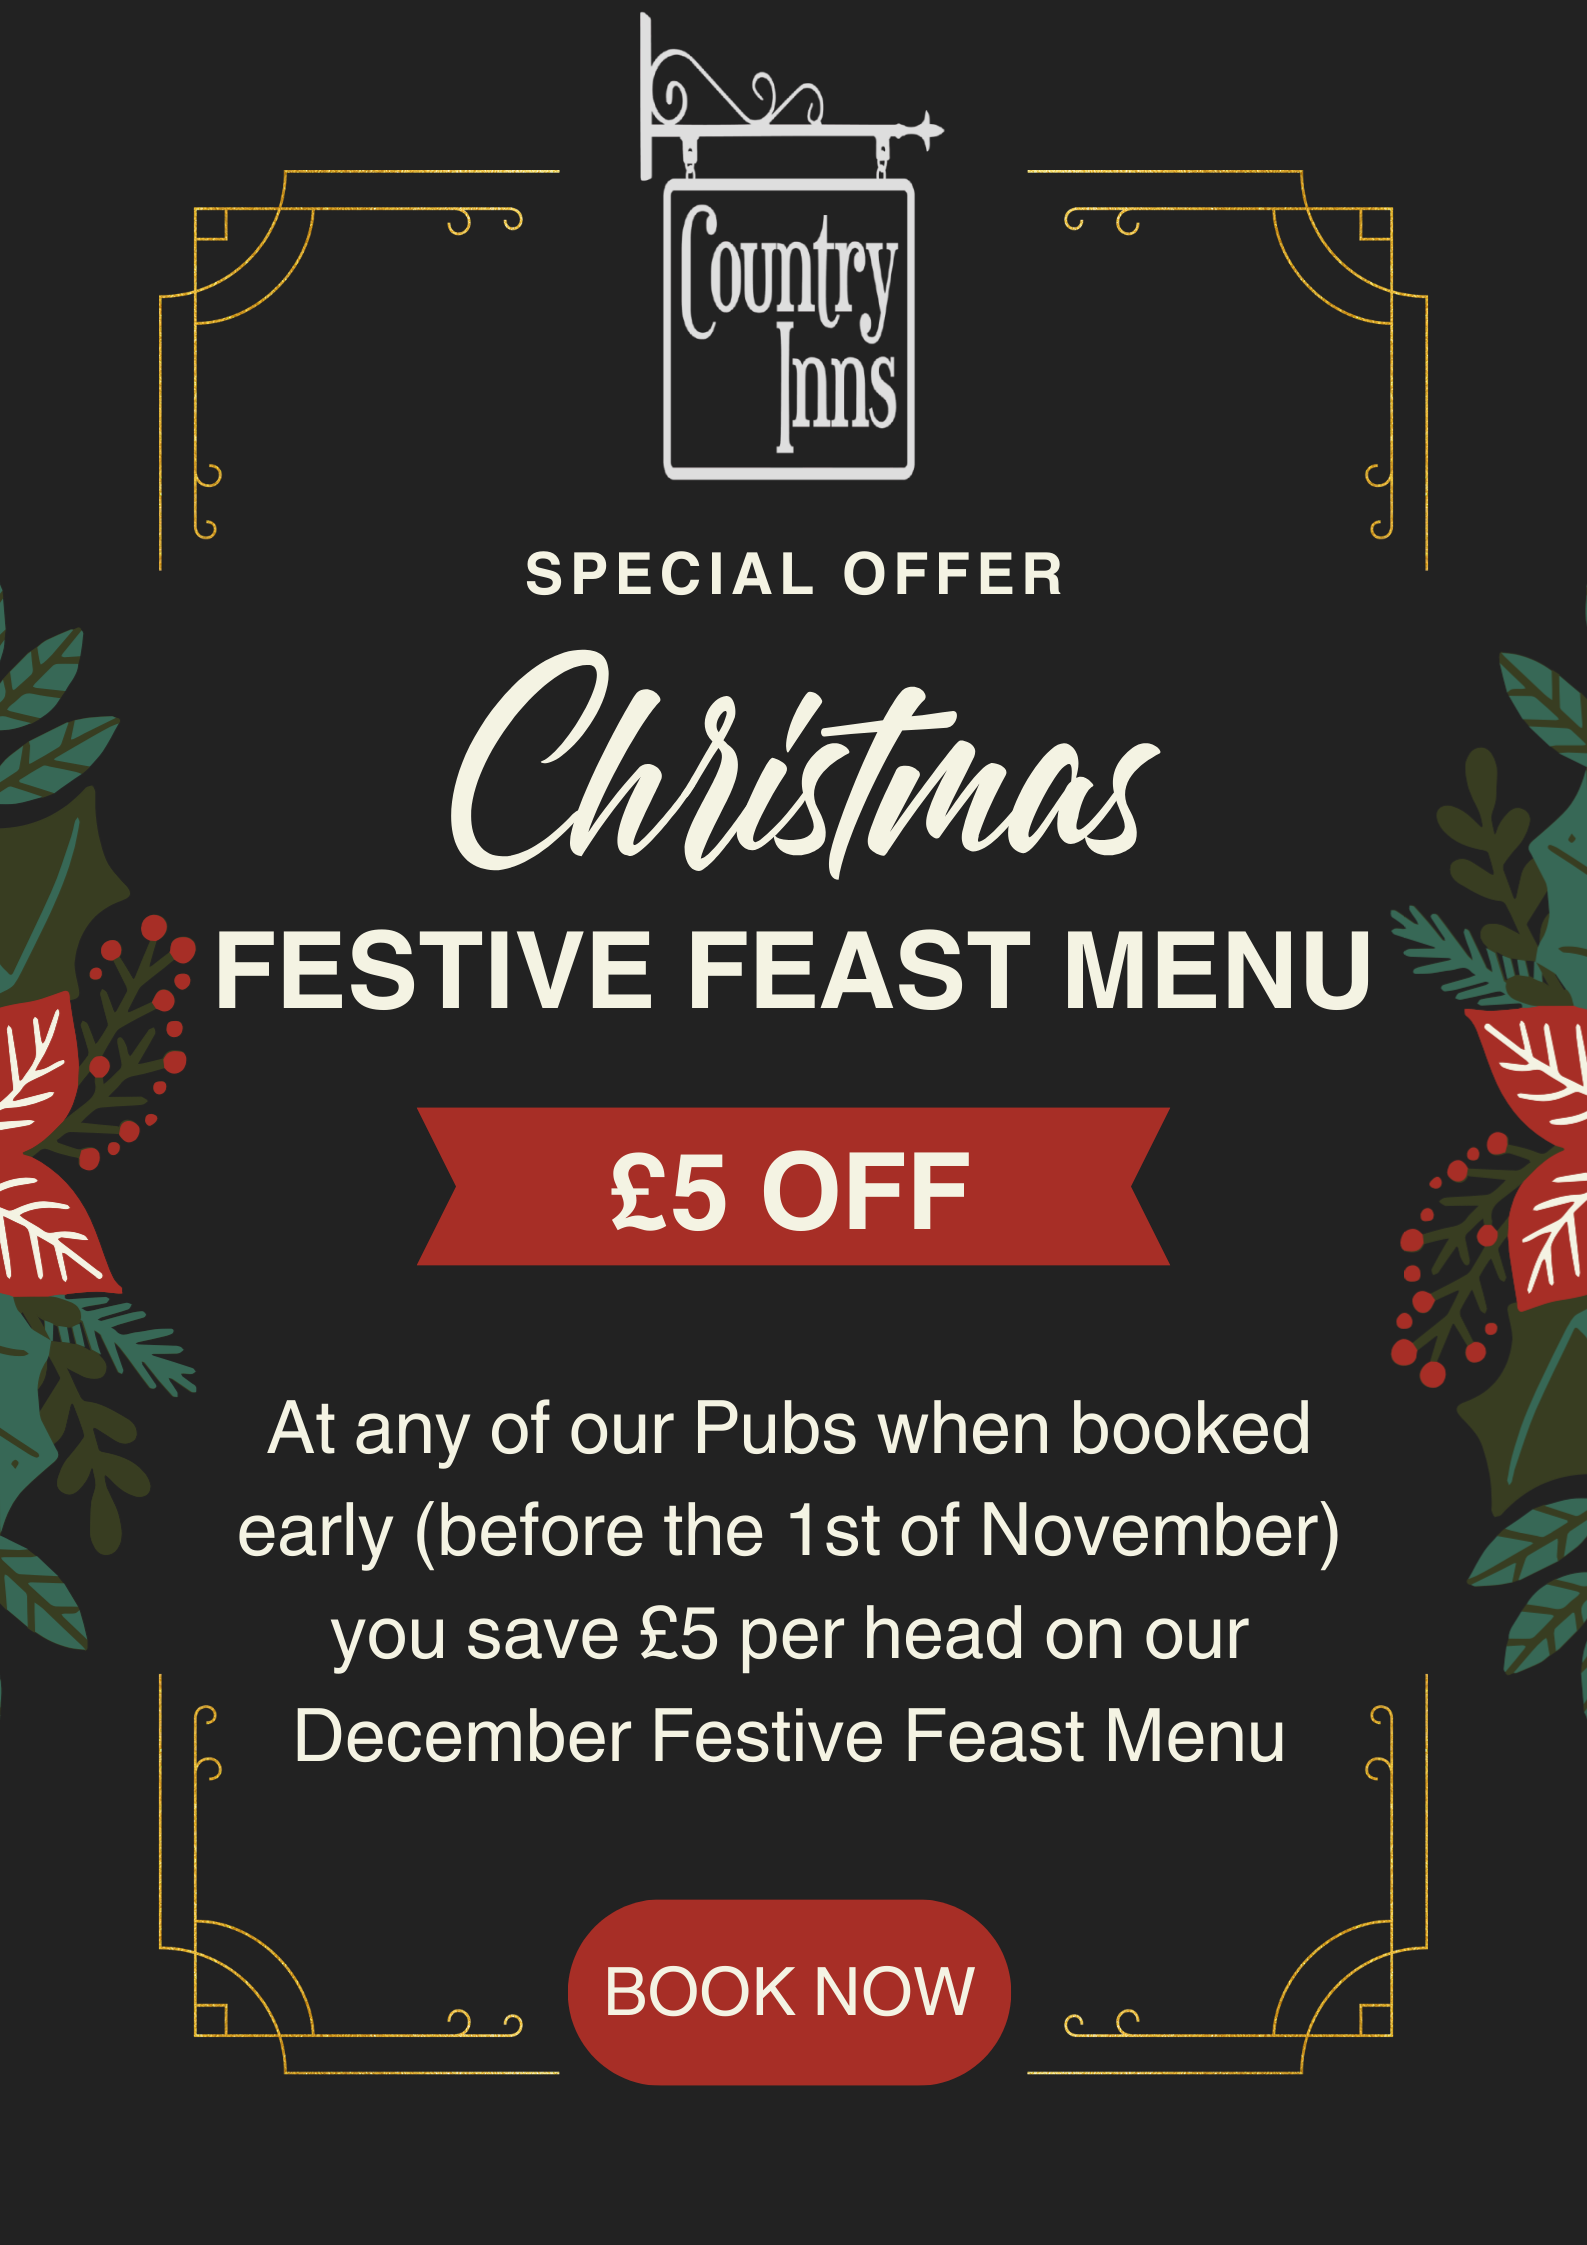 Country
Inns
SPECIAL OFFER
Christmas
FESTIVE FEAST MENU
£5 OFF
At any of our Pubs when booked
early (before the 1st of November)
you save £5 per head on our
December Festive Feast Menu
BOOK NOW